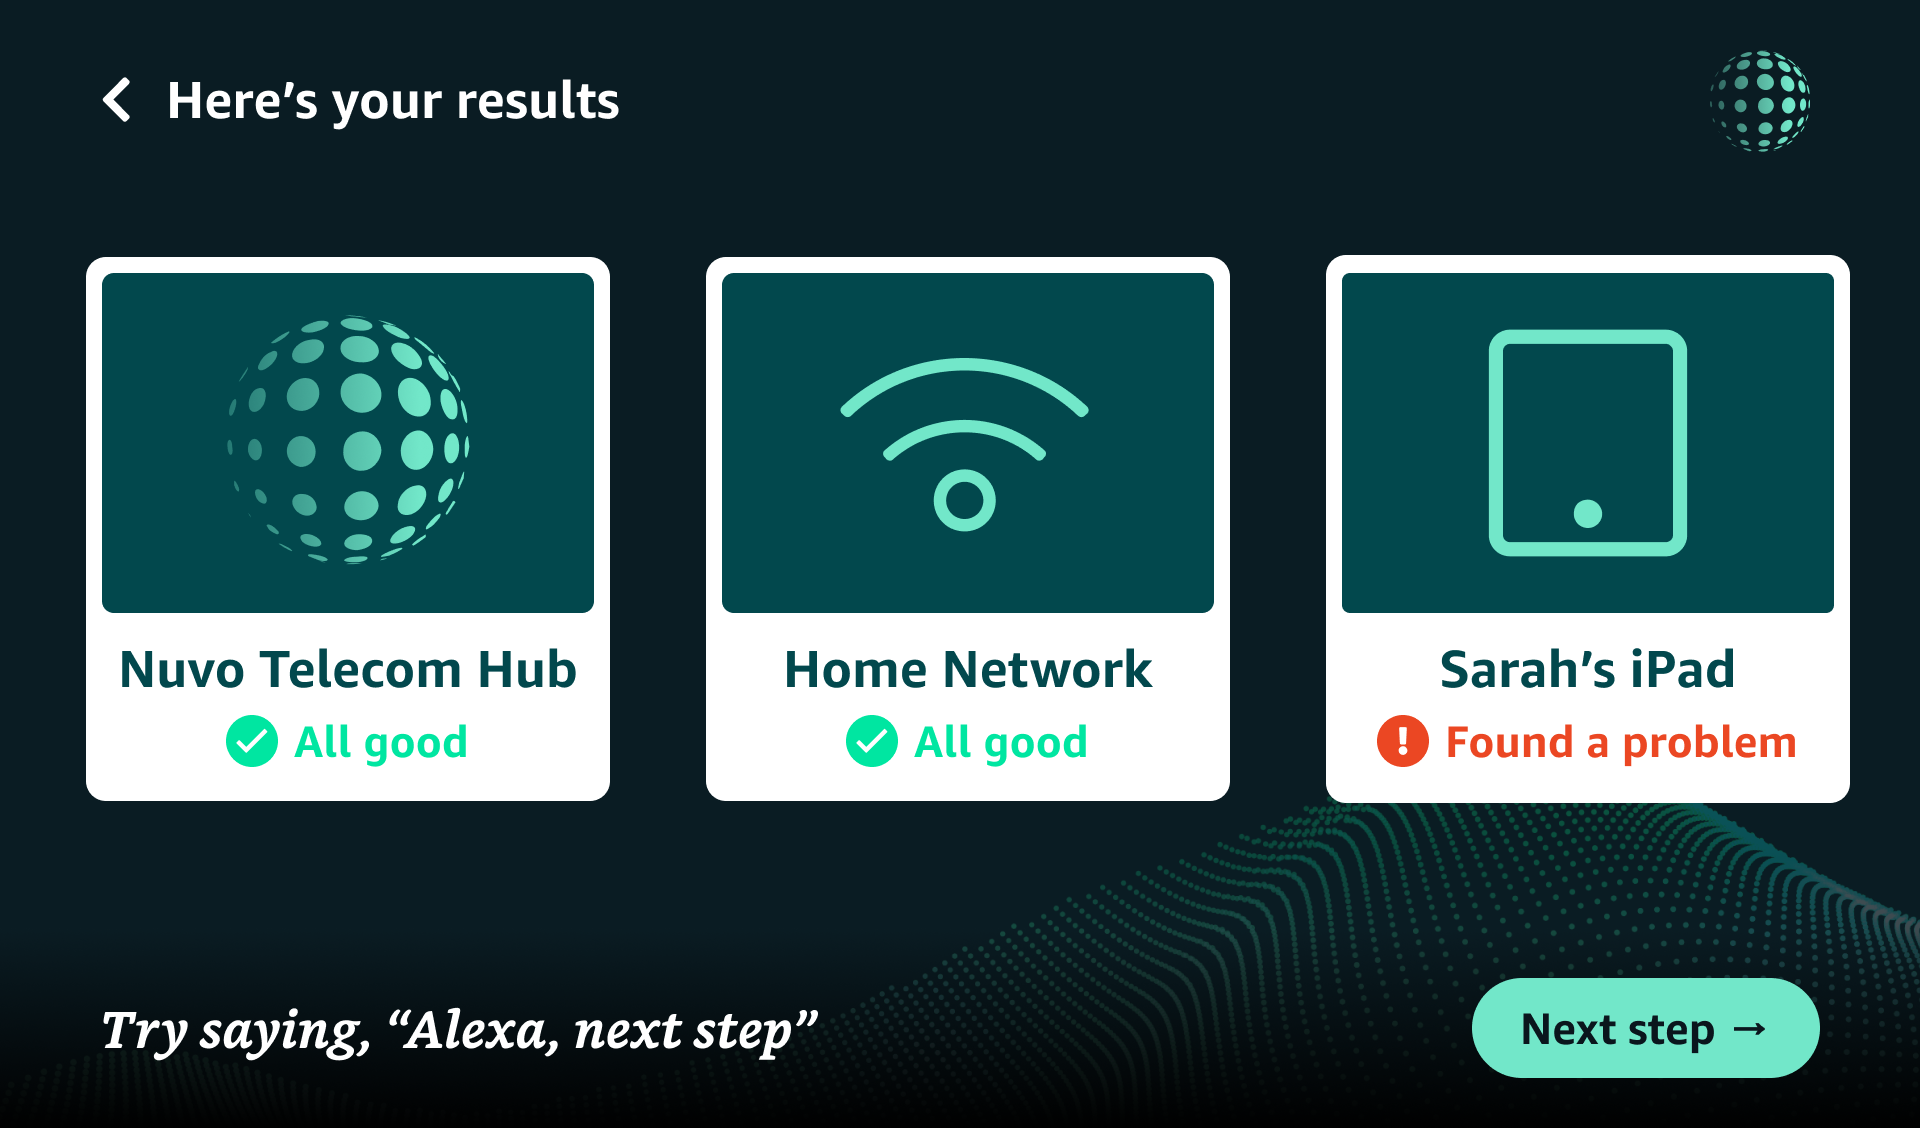 Here’s your results
Nuvo Telecom Hub
All good
Home Network
All good
Sarah’s iPad
Found a problem
Try saying, “Alexa, next step”
Next step →